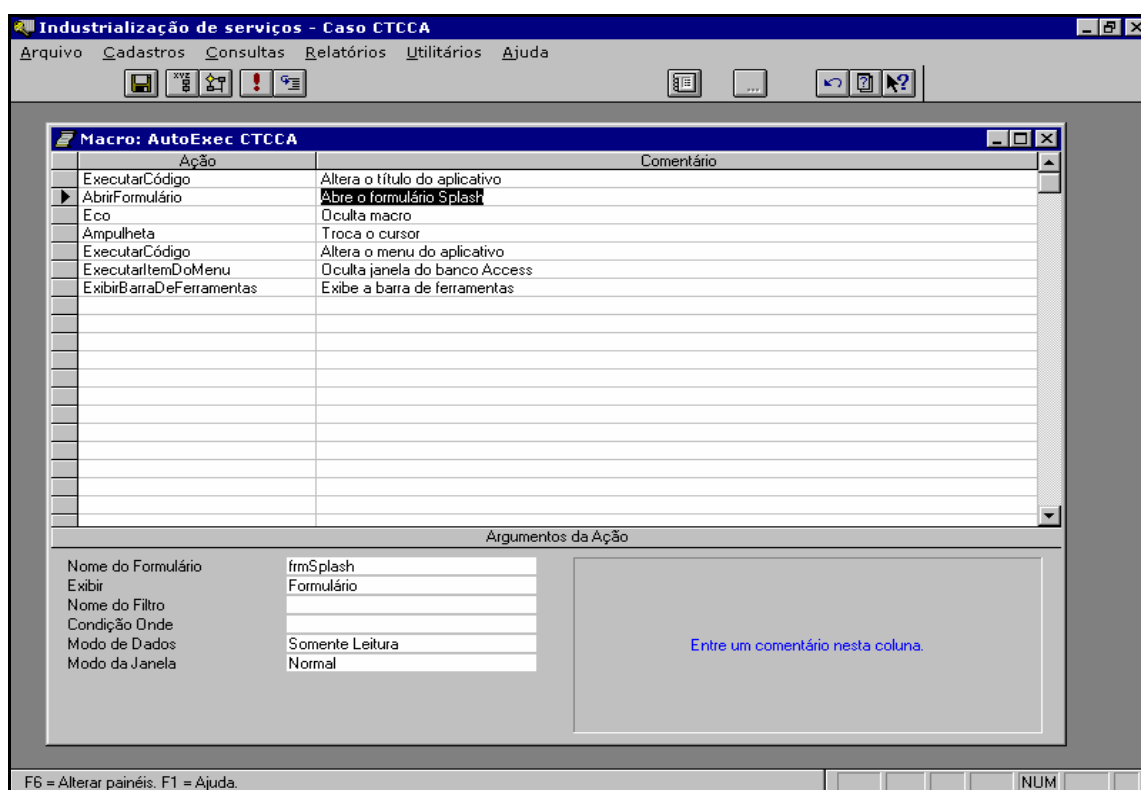 Industrialização de serviços - Caso CTCCA
Arquivo Cadastros Consultas Relatórios Utilitários Ajuda
Macro: AutoExec CTCCA
Ação Comentário
ExecutarCódigo Altera o título do aplicativo
AbrirFormulário Abre o formulário Splash
Eco Oculta macro
Ampulheta Troca o cursor
ExecutarCódigo Altera o menu do aplicativo
ExecutarItemDoMenu Oculta janela do banco Access
ExibirBarraDeFerramentas Exibe a barra de ferramentas
Argumentos da Ação
Nome do Formulário frmSplash
Exibir Formulário
Nome do Filtro
Condição Onde
Modo de Dados Somente Leitura
Modo da Janela Normal
Entre um comentário nesta coluna.
F6 = Alterar painéis. F1 = Ajuda. NUM